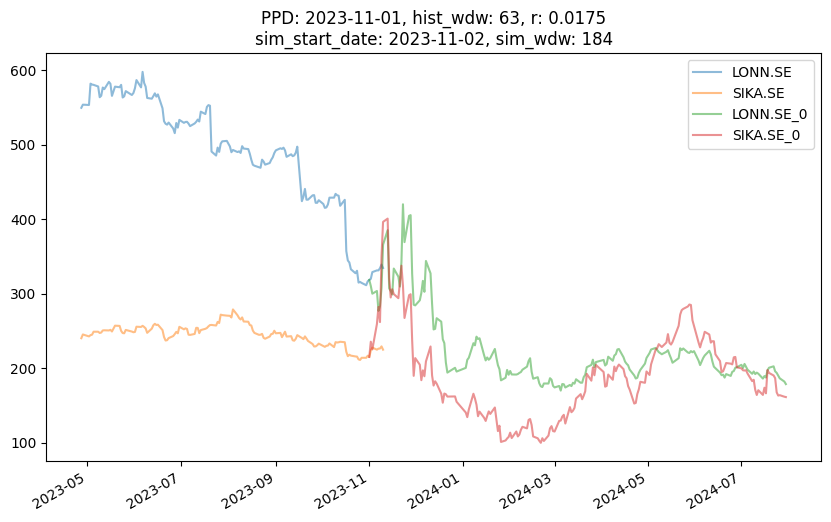 PPD: 2023-11-01, hist_wdw: 63, r: 0.0175
sim_start_date: 2023-11-02, sim_wdw: 184
LONN.SE
SIKA.SE
LONN.SE_0
SIKA.SE_0
600
500
400
300
200
100
2023-05
2023-07
2023-09
2023-11
2024-01
2024-03
2024-05
2024-07